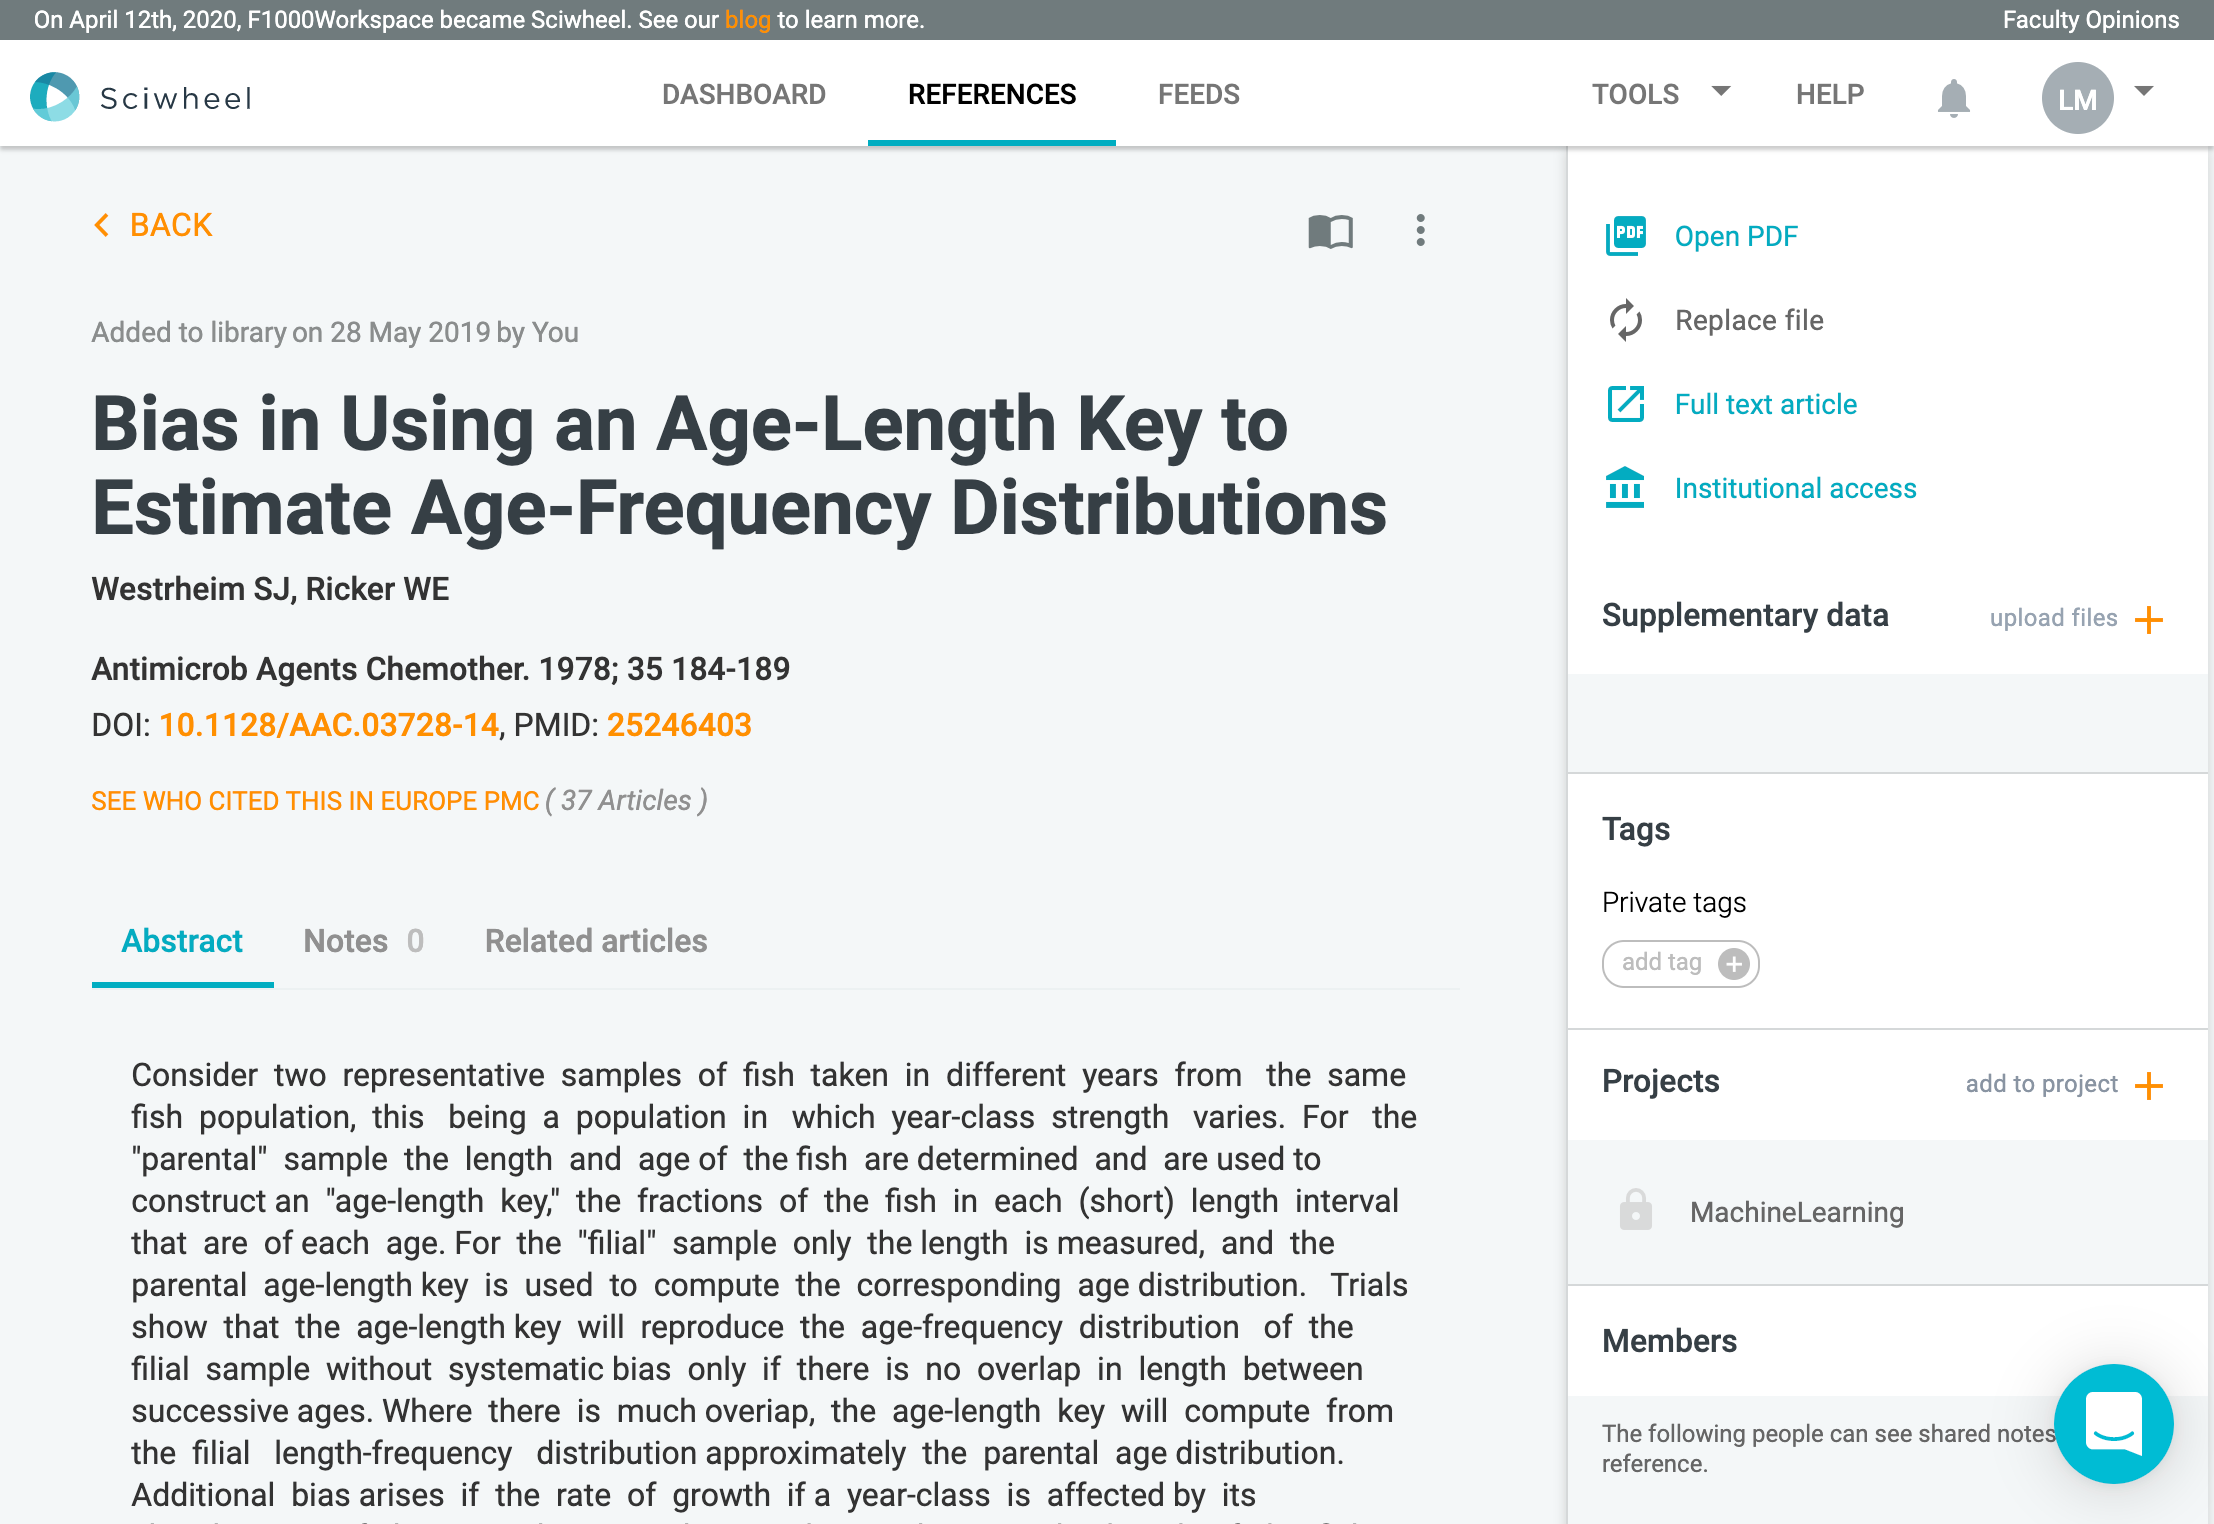 On April 12th, 2020, F1000Workspace became Sciwheel. See our blog to learn more.
Faculty Opinions
Sciwheel
DASHBOARD
REFERENCES
FEEDS
TOOLS
HELP
LM
BACK
Added to library on 28 May 2019 by You
Bias in Using an Age-Length Key to
Estimate Age-Frequency Distributions
Westrheim SJ, Ricker WE
Antimicrob Agents Chemother. 1978; 35 184-189
DOI: 10.1128/AAC.03728-14, PMID: 25246403
SEE WHO CITED THIS IN EUROPE PMC ( 37 Articles )
Abstract
Notes 0
Related articles
Consider two representative samples of fish taken in different years from the same
fish population, this being a population in which year-class strength varies. For the
"parental" sample the length and age of the fish are determined and are used to
construct an "age-length key," the fractions of the fish in each (short) length interval
that are of each age. For the "filial" sample only the length is measured, and the
parental age-length key is used to compute the corresponding age distribution. Trials
show that the age-length key will reproduce the age-frequency distribution of the
filial sample without systematic bias only if there is no overlap in length between
successive ages. Where there is much overiap, the age-length key will compute from
the filial length-frequency distribution approximately the parental age distribution.
Additional bias arises if the rate of growth if a year-class is affected by its
PDF
Open PDF
Replace file
Full text article
Institutional access
Supplementary data
upload files
Tags
Private tags
add tag
Projects
add to project
MachineLearning
Members
The following people can see shared notes
reference.